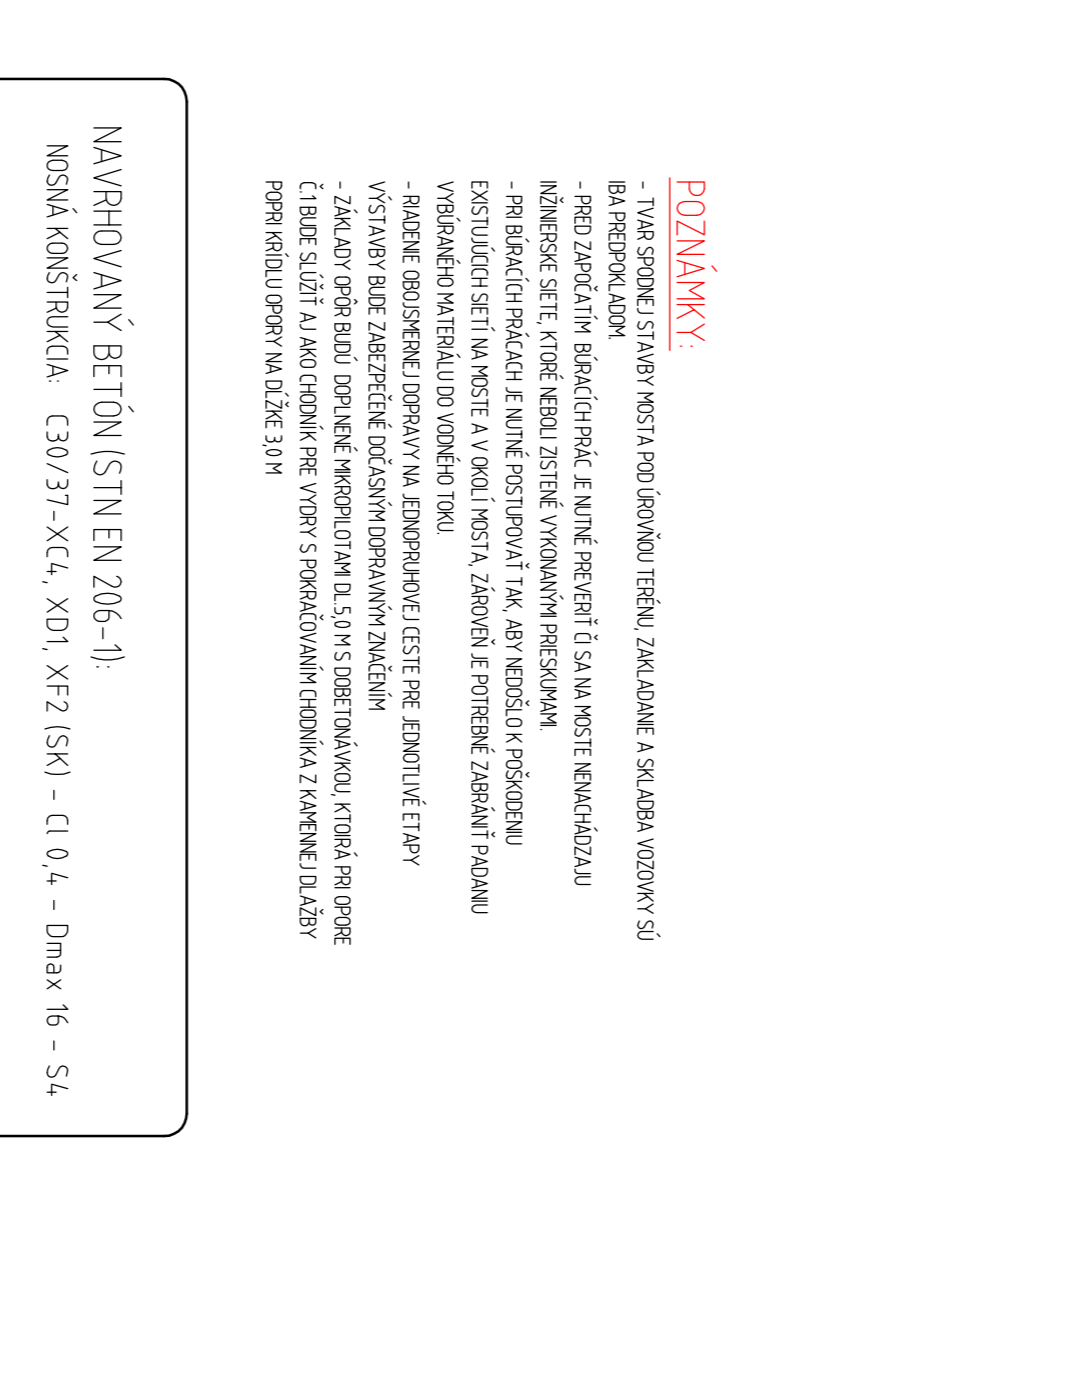 POZNÁMKY:
- TVAR SPODNEJ STAVBY MOSTA POD ÚROVŇOU TERÉNU, ZAKLADANIE A SKLADBA VOZOVKY SÚ
IBA PREDPOKLADOM.
- PRED ZAPOČATÍM BÚRACÍCH PRÁC JE NUTNÉ PREVERIŤ ČI SA NA MOSTE NENACHÁDZAJU
INŽINIERSKE SIETE, KTORÉ NEBOLI ZISTENÉ VYKONANÝMI PRIESKUMAMI.
- PRI BÚRACÍCH PRÁCACH JE NUTNÉ POSTUPOVAŤ TAK, ABY NEDOŠLO K POŠKODENIU
EXISTUJÚCICH SIETÍ NA MOSTE A V OKOLÍ MOSTA, ZÁROVEŇ JE POTREBNÉ ZABRÁNIŤ PADANIU
VYBÚRANÉHO MATERIÁLU DO VODNÉHO TOKU.
- RIADENIE OBOJSMERNEJ DOPRAVY NA JEDNOPRUHOVEJ CESTE PRE JEDNOTLIVÉ ETAPY
VÝSTAVBY BUDE ZABEZPEČENÉ DOČASNÝM DOPRAVNÝM ZNAČENÍM
- ZÁKLADY OPÔR BUDÚ DOPLNENÉ MIKROPILOTAMI DL.5,0 M S DOBETONÁVKOU, KTOIRÁ PRI OPORE
Č.1 BUDE SLÚŽIŤ AJ AKO CHODNÍK PRE VYDRY S POKRAČOVANÍM CHODNÍKA Z KAMENNEJ DLAŽBY
POPRI KRÍDLU OPORY NA DĹŽKE 3,0 M
NAVRHOVANÝ BETÓN (STN EN 206-1):
NOSNÁ KONŠTRUKCIA: C30/37-XC4, XD1, XF2 (SK) - Cl 0,4 - Dmax 16 - S4